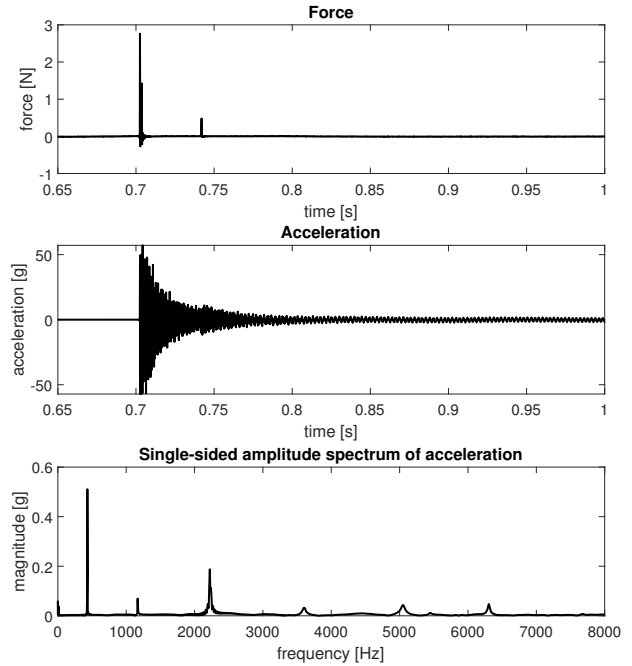 Force
3
2
1
0
-1
force [N]
0.65 0.7 0.75 0.8 0.85 0.9 0.95 1
time [s]
Acceleration
50
0
-50
acceleration [g]
0.65 0.7 0.75 0.8 0.85 0.9 0.95 1
time [s]
Single-sided amplitude spectrum of acceleration
0.6
0.4
0.2
0
magnitude [g]
0 1000 2000 3000 4000 5000 6000 7000 8000
frequency [Hz]